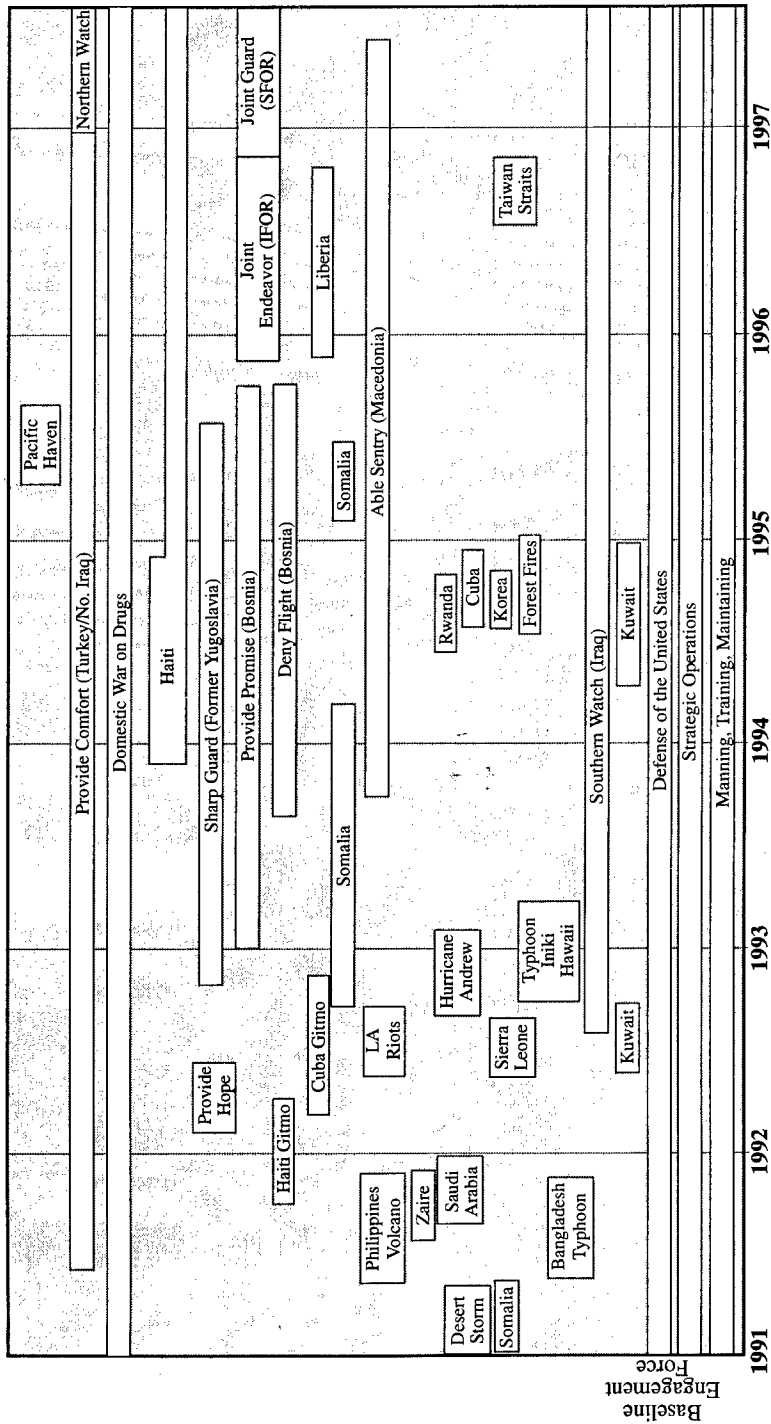 Pacific
Haven
Provide Comfort (Turkey/No. Iraq)
Northern Watch
Domestic War on Drugs
Haiti
Provide
Hope
Sharp Guard (Former Yugoslavia)
Provide Promise (Bosnia)
Joint
Endeavor (IFOR)
Joint Guard
(SFOR)
Haiti Gitmo
Deny Flight (Bosnia)
Cuba Gitmo
Liberia
Somalia
Somalia
Philippines
Volcano
LA
Riots
Able Sentry (Macedonia)
Zaire
Desert
Storm
Saudi
Arabia
Hurricane
Andrew
Rwanda
Cuba
Somalia
Sierra
Leone
Korea
Taiwan
Straits
Bangladesh
Typhoon
Typhoon
Iniki
Hawaii
Forest Fires
Southern Watch (Iraq)
Kuwait
Kuwait
Defense of the United States
Strategic Operations
Manning, Training, Maintaining
Baseline
Engagement
Force
1991
1992
1993
1994
1995
1996
1997